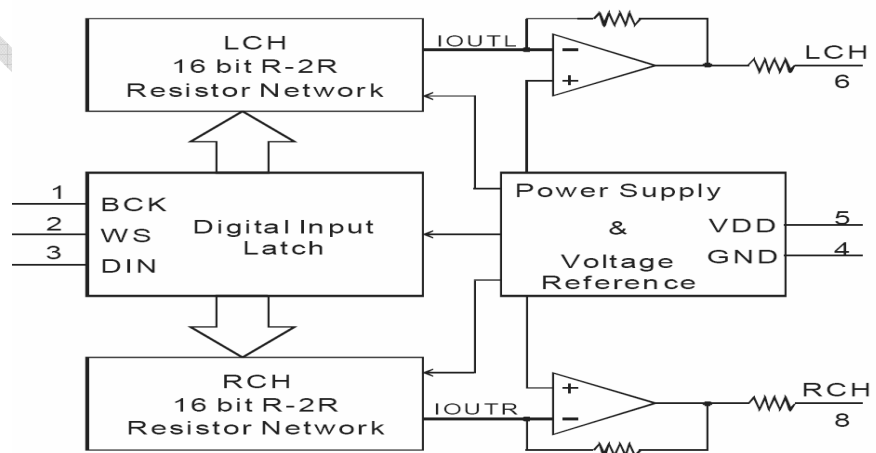 LCH
16 bit R-2R
Resistor Network
IOUTL
−
+
LCH
6
1
BCK
2
WS
3
DIN
Digital Input
Latch
Power Supply
&
Voltage
Reference
VDD
5
GND
4
RCH
16 bit R-2R
Resistor Network
IOUTR
+
−
RCH
8